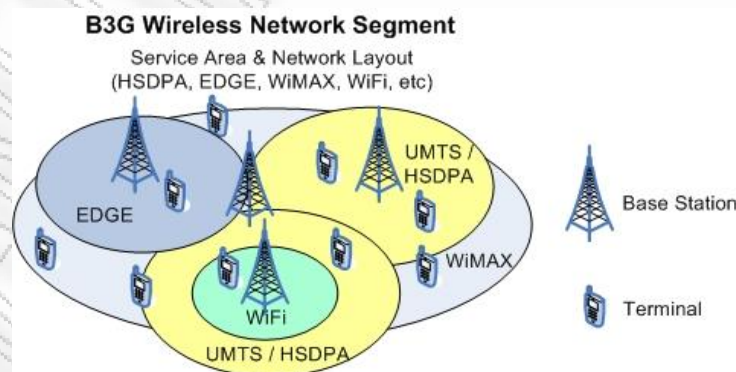 B3G Wireless Network Segment
Service Area & Network Layout
(HSDPA, EDGE, WiMAX, WiFi, etc)
UMTS /
HSDPA
EDGE
Base Station
WiMAX
WiFi
Terminal
UMTS / HSDPA